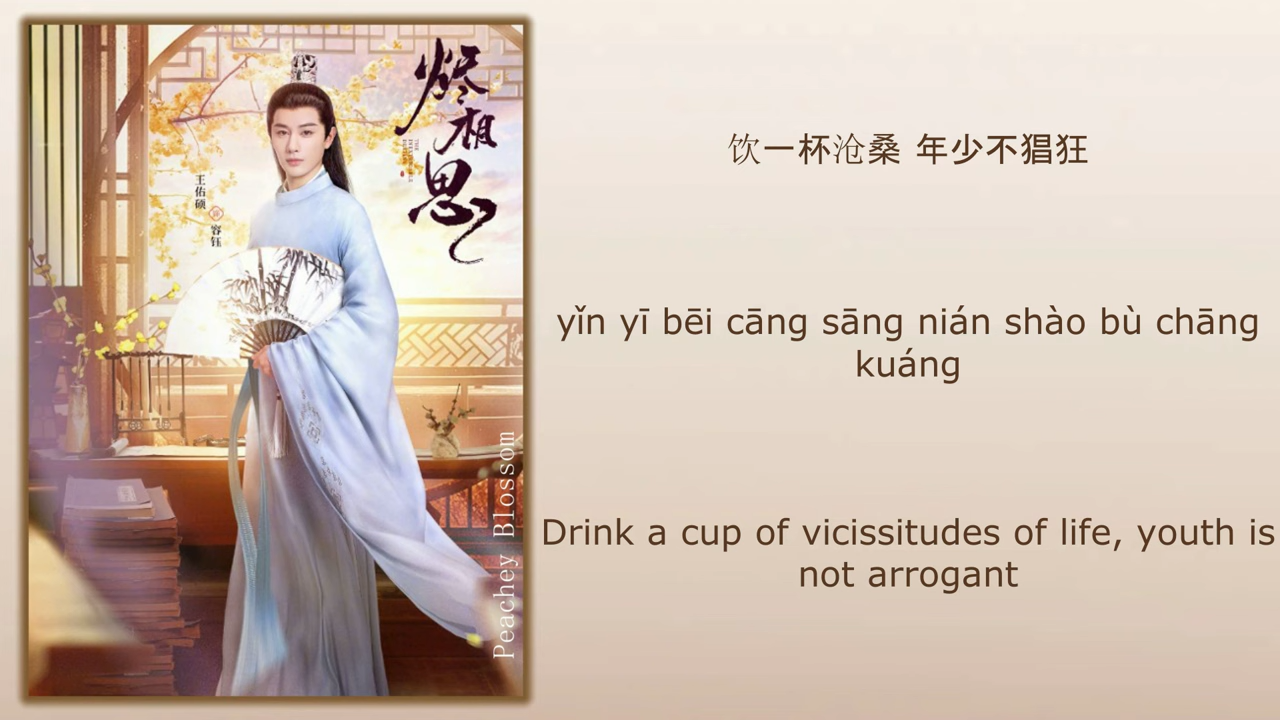 烬相思
王佑硕
饰
容钰
Peachey Blossom
饮一杯沧桑 年少不猖狂
yǐn yī bēi cāng sāng nián shào bù chāng
kuáng
Drink a cup of vicissitudes of life, youth is
not arrogant